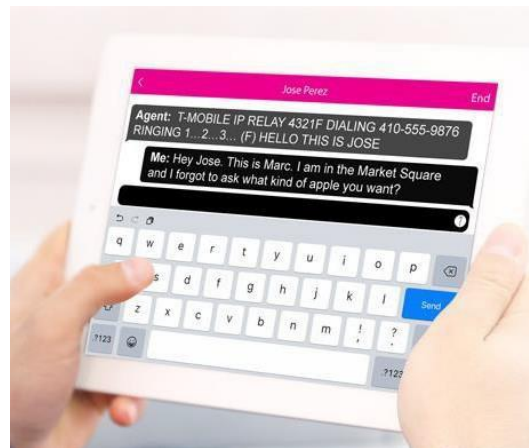 Jose Perez
End
Agent: T-MOBILE IP RELAY 4321F DIALING 410-555-9876
RINGING 1...2...3... (F) HELLO THIS IS JOSE
Me: Hey Jose. This is Marc. I am in the Market Square
and I forgot to ask what kind of apple you want?
q w e r t y u i o p
s d f g h j k l Send
z x c v b n m ! , ? .
.?123 .?123